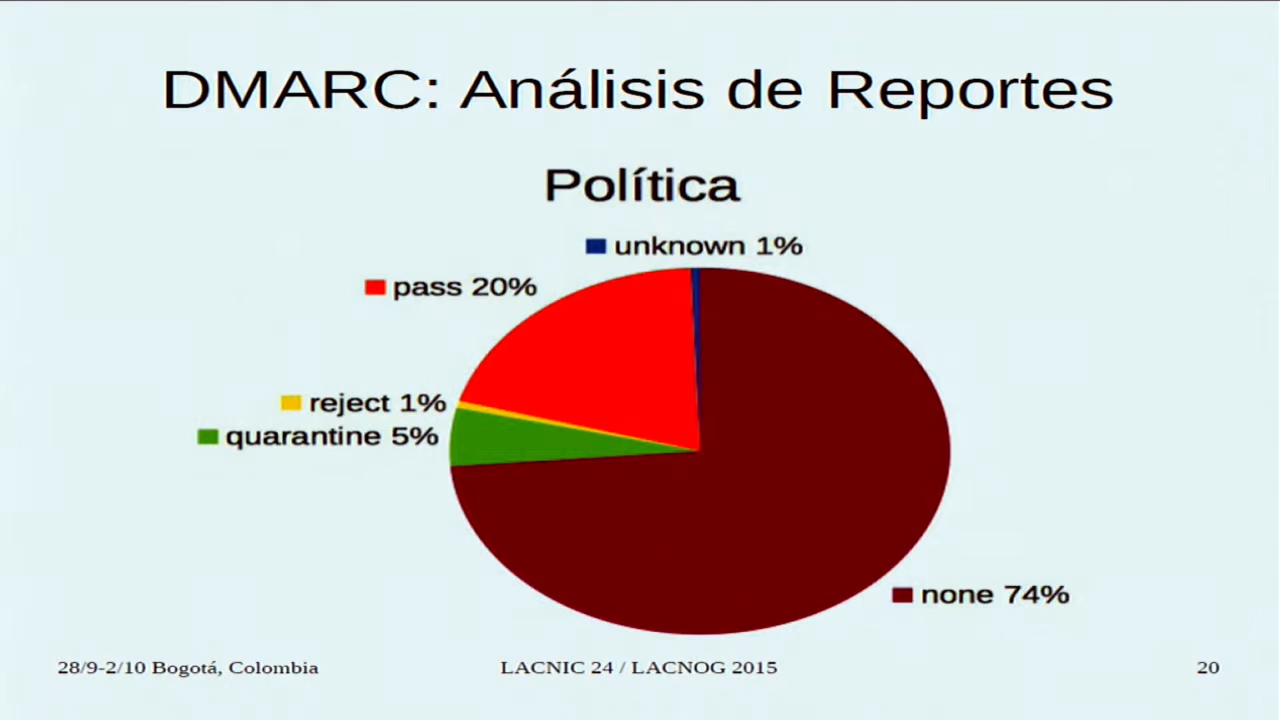 DMARC: Análisis de Reportes
Política
unknown 1%
pass 20%
reject 1%
quarantine 5%
none 74%
28/9-2/10 Bogotá, Colombia
LACNIC 24 / LACNOG 2015
20